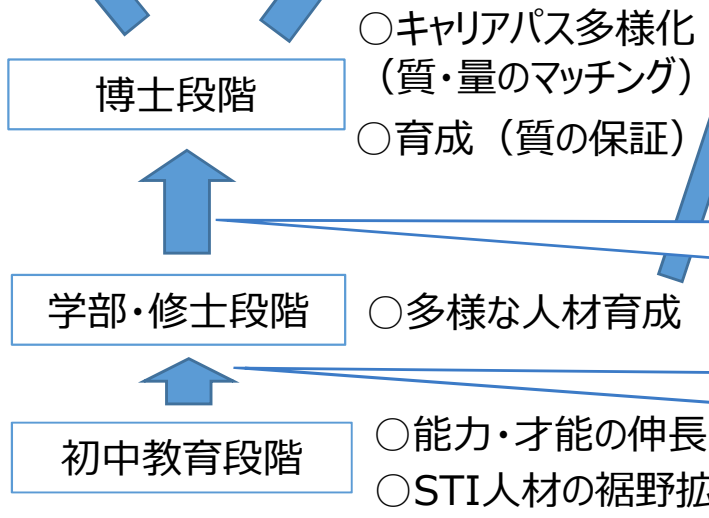 ○キャリアパス多様化
（質・量のマッチング）
博士段階
○育成（質の保証）
学部・修士段階
○多様な人材育成
○能力・才能の伸長
初中教育段階
○STI人材の裾野拡